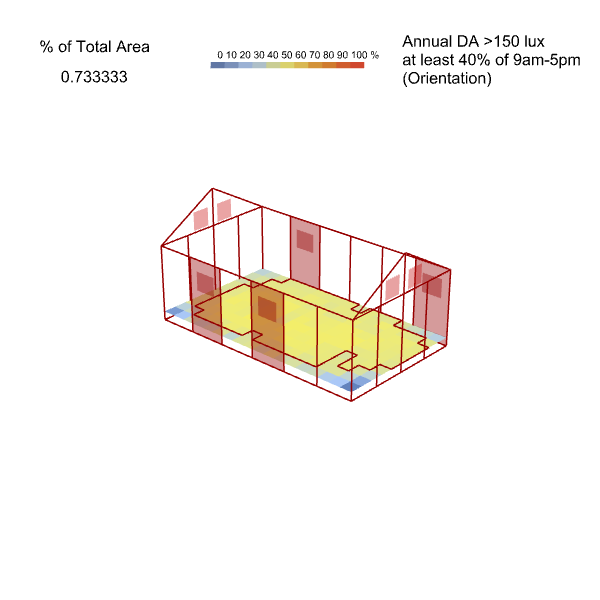 % of Total Area
0.733333
0 10 20 30 40 50 60 70 80 90 100 %
Annual DA >150 lux
at least 40% of 9am-5pm
(Orientation)